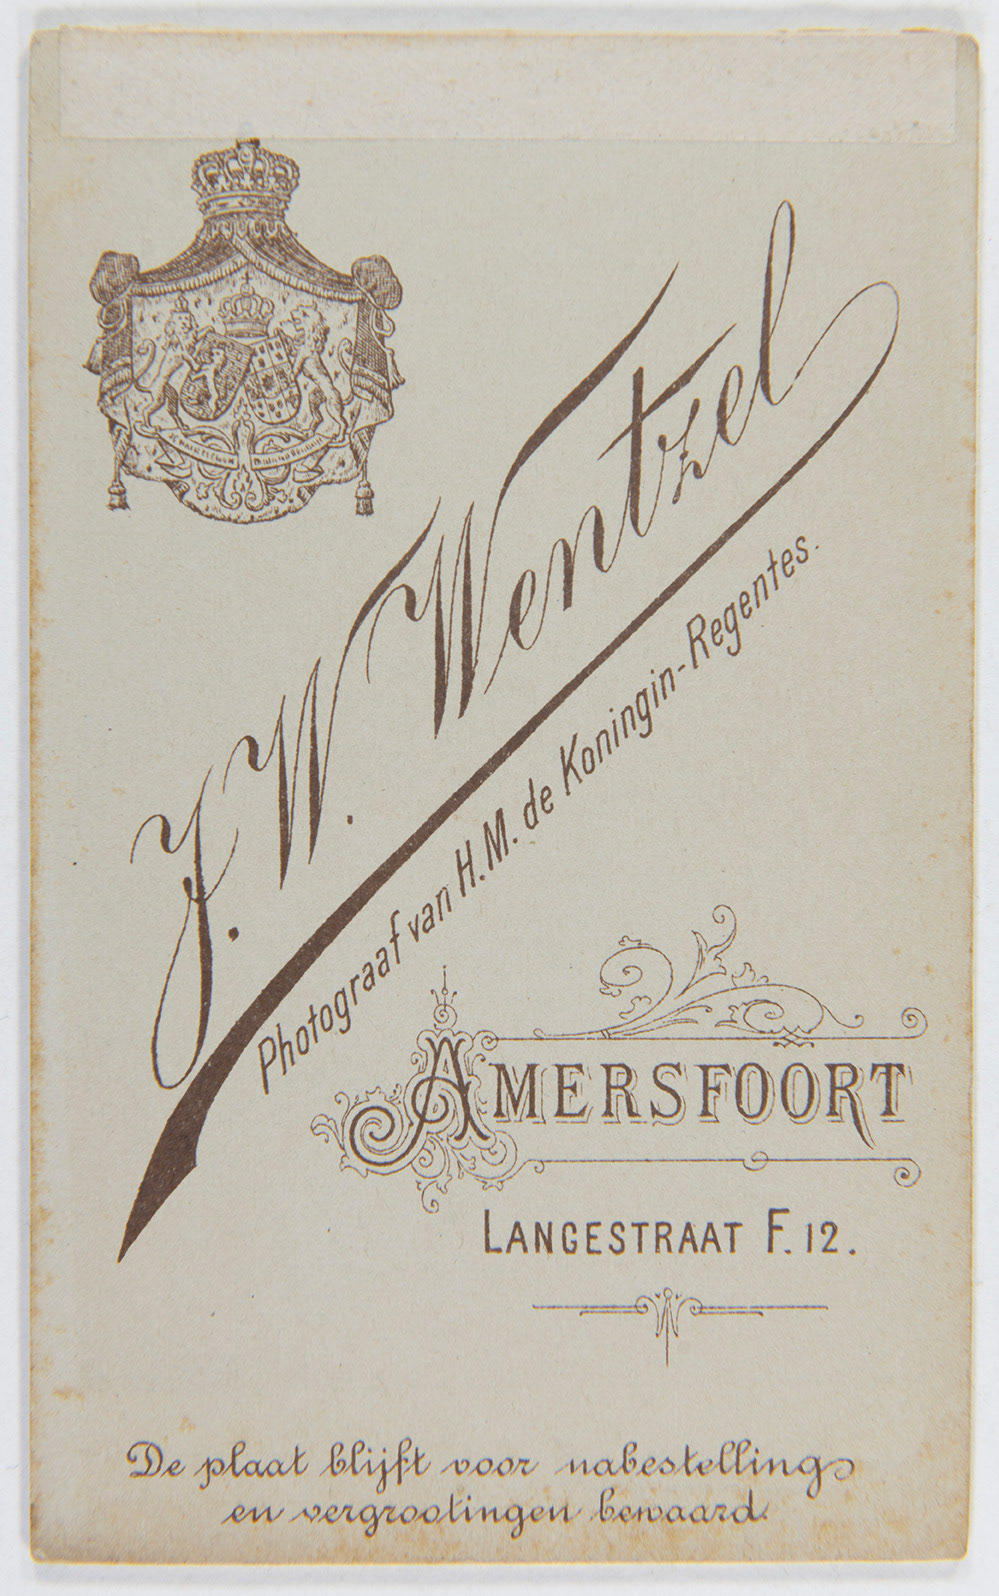 J. W. Wentzel
Photograaf van H.M. de Koningin-Regentes.
AMERSFOORT
LANGESTRAAT F. 12.
De plaat blijft voor nabestelling
en vergrootingen bewaard.